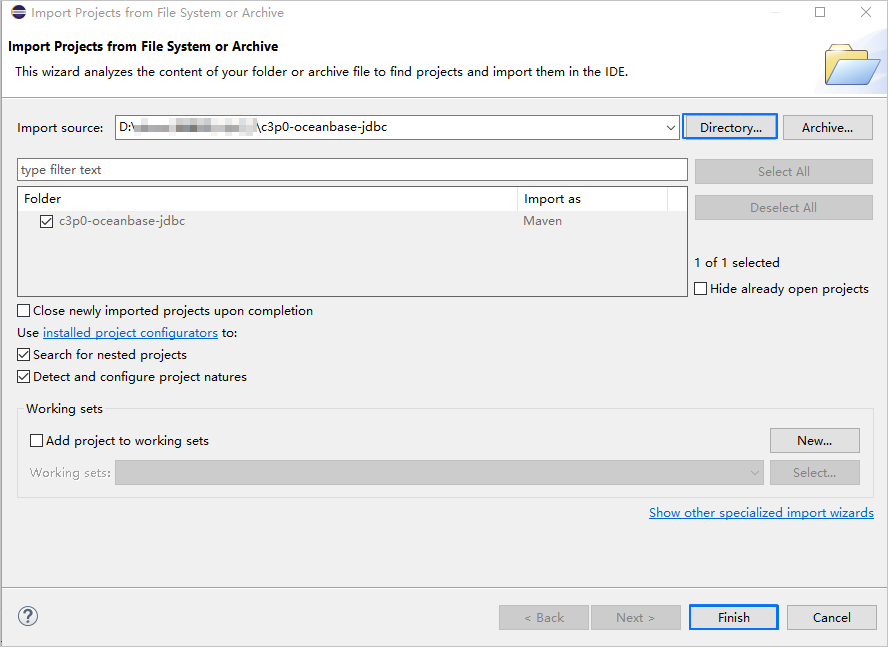 Import Projects from File System or Archive
Import Projects from File System or Archive
This wizard analyzes the content of your folder or archive file to find projects and import them in the IDE.
Import source: D:\ \c3p0-oceanbase-jdbc Directory... Archive...
type filter text Select All
Folder Import as
Deselect All
c3p0-oceanbase-jdbc Maven
1 of 1 selected
Hide already open projects
Close newly imported projects upon completion
Use installed project configurators to:
Search for nested projects
Detect and configure project natures
Working sets
Add project to working sets New...
Working sets: Select...
Show other specialized import wizards
? < Back Next > Finish Cancel